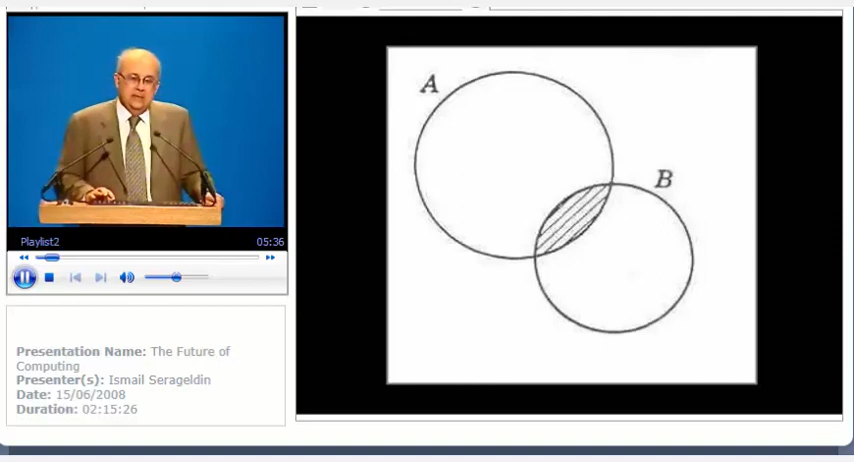 Playlist2 05:36
Presentation Name: The Future of
Computing
Presenter(s): Ismail Serageldin
Date: 15/06/2008
Duration: 02:15:26
A
B